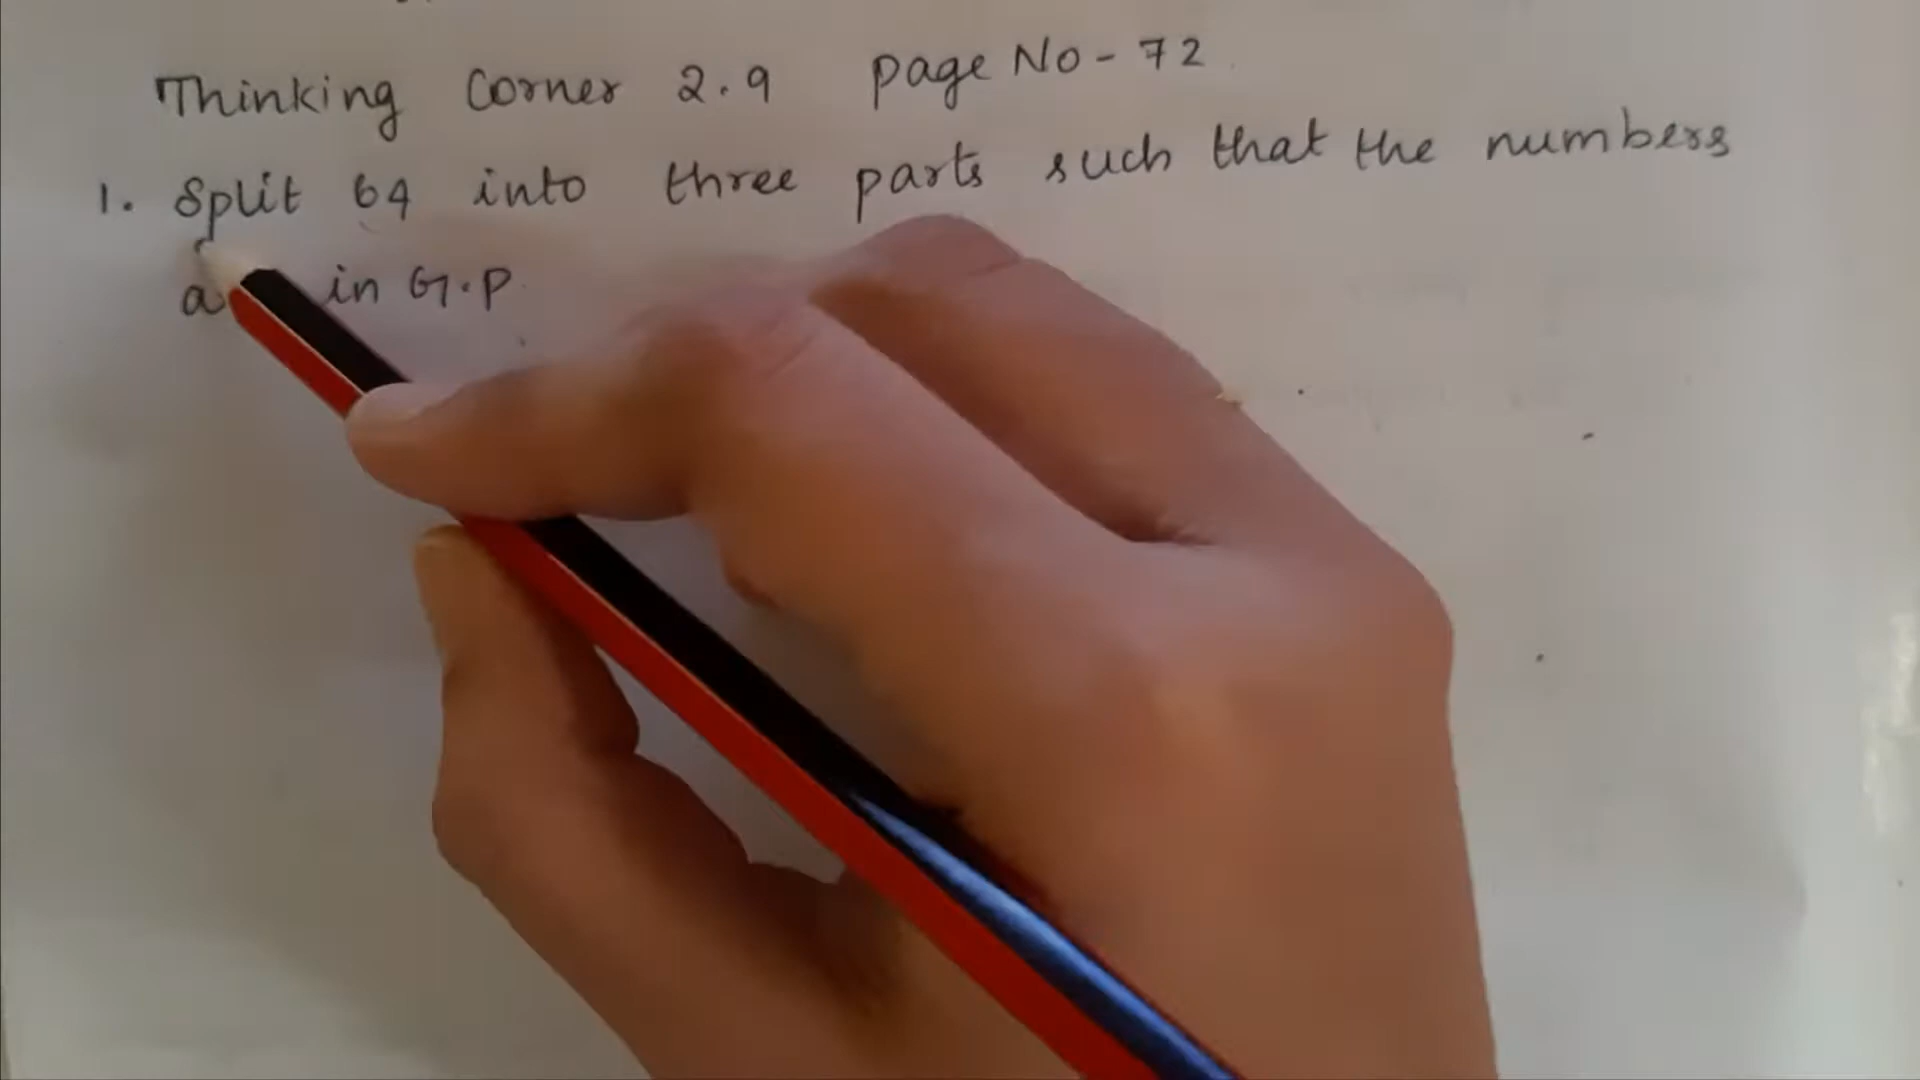 Thinking Corner 2.9 page No - 72
1. Split 64 into three parts such that the numbers
in G.P